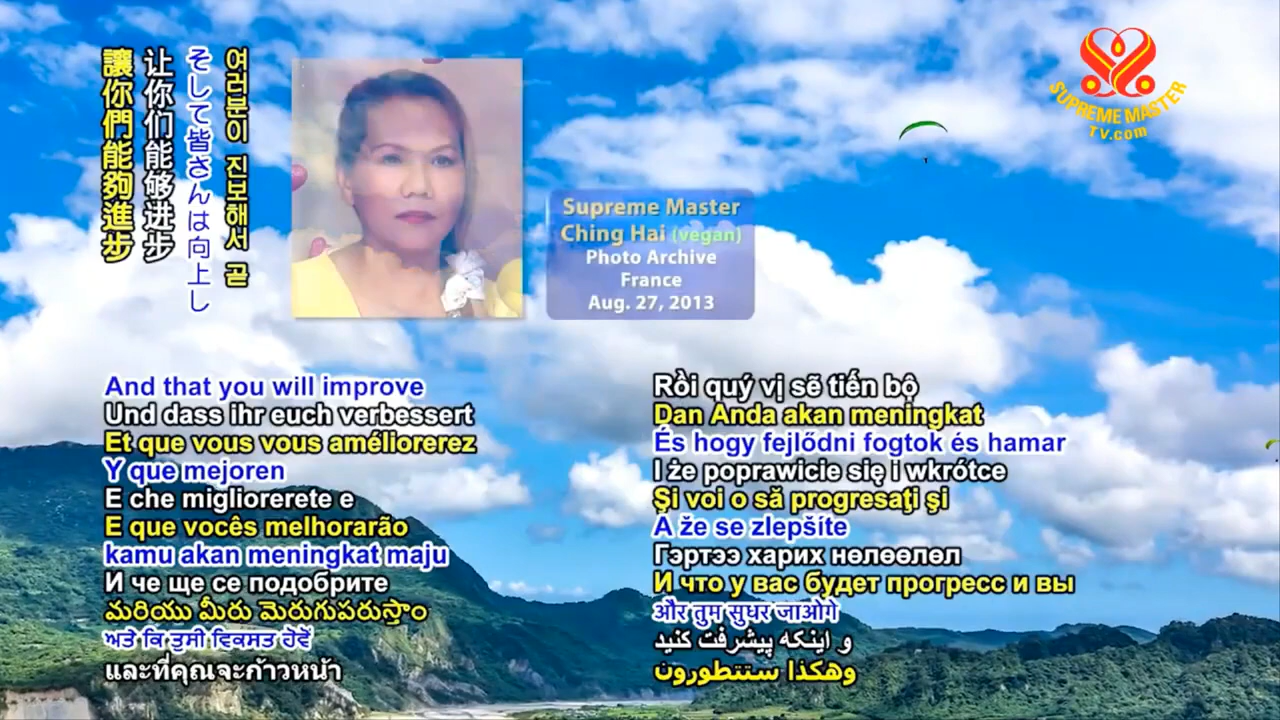 讓你們能夠進步
让你们能够进步
そして皆さんは向上し
여러분이 진보해서 곧
SUPREME MASTER
TV.com
Supreme Master
Ching Hai (vegan)
Photo Archive
France
Aug. 27, 2013
And that you will improve
Und dass ihr euch verbessert
Et que vous vous améliorerez
Y que mejoren
E che migliorerete e
E que vocês melhorarão
kamu akan meningkat maju
И че ще се подобрите
మరియు మీరు మెరుగుపరుస్తాం
ਅਤੇ ਕਿ ਤੁਸੀ ਵਿਕਸਤ ਹੋਵੋਂ
และที่คุณจะก้าวหน้า
Rồi quý vị sẽ tiến bộ
Dan Anda akan meningkat
És hogy fejlődni fogtok és hamar
I że poprawicie się i wkrótce
Şi voi o să progresaţi şi
A že se zlepšíte
Гэртээ харих нөлөөлөл
И что у вас будет прогресс и вы
और तुम सुधर जाओगे
و اینکه پیشرفت کنید
وهكذا ستتطورون